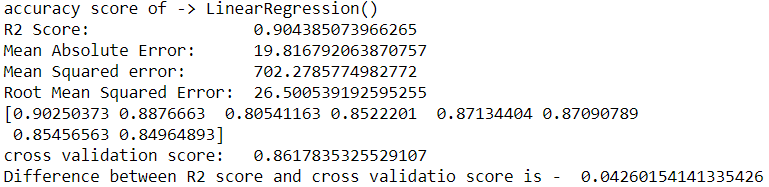 accuracy score of -> LinearRegression()
R2 Score: 0.904385073966265
Mean Absolute Error: 19.816792063870757
Mean Squared error: 702.2785774982772
Root Mean Squared Error: 26.500539192595255
[0.90250373 0.8876663 0.80541163 0.8522201 0.87134404 0.87090789
0.85456563 0.84964893]
cross validation score: 0.8617835325529107
Difference between R2 score and cross validatio score is - 0.04260154141335426